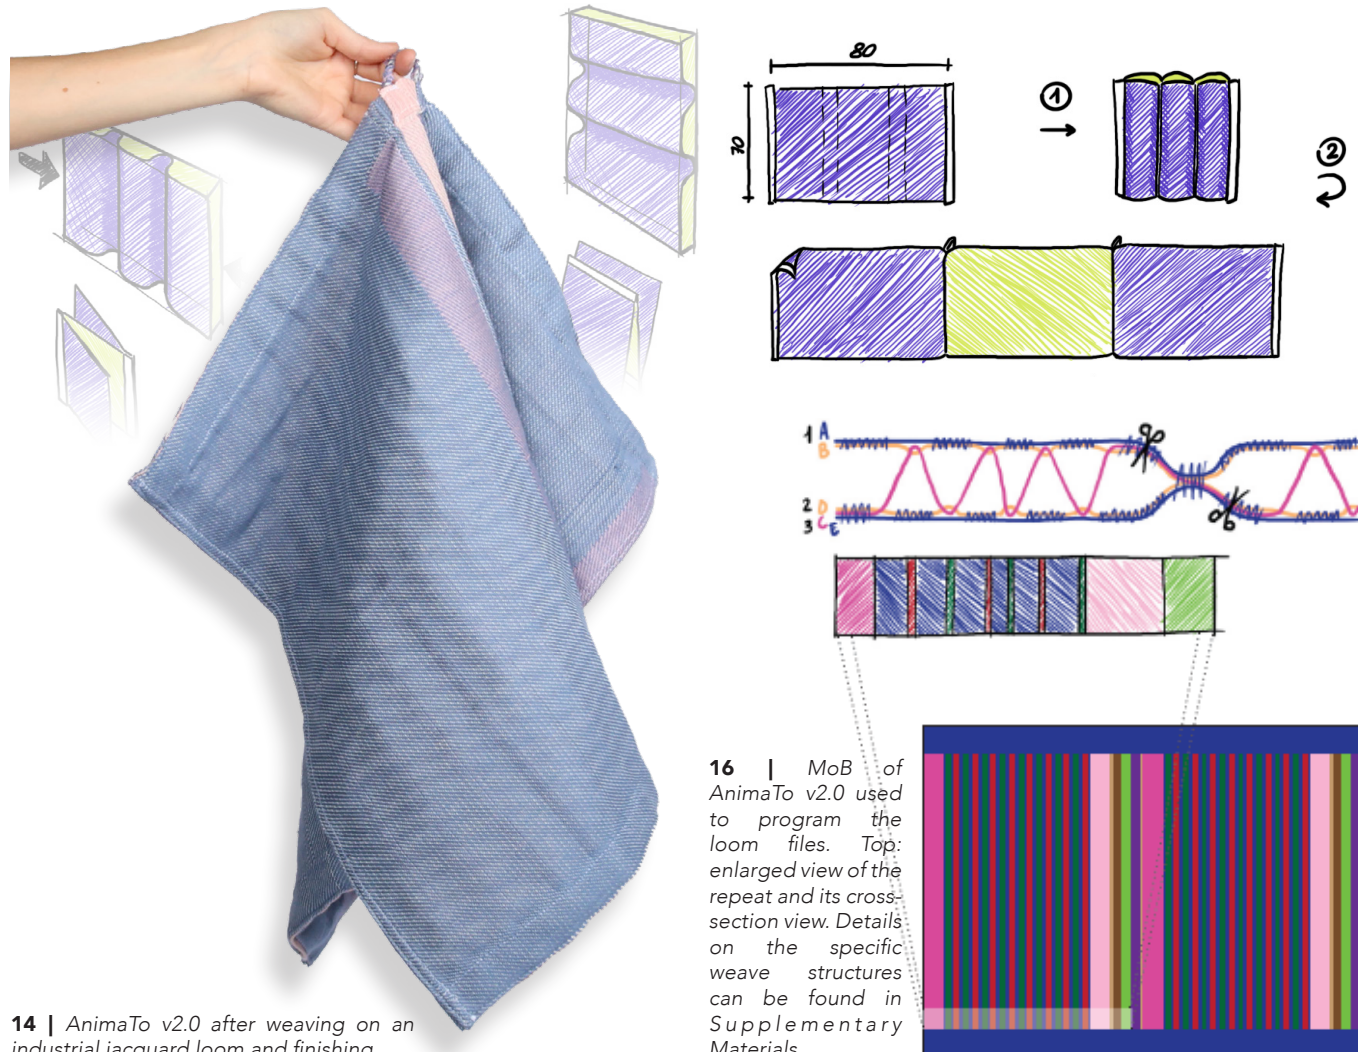 80
70
1
2
1 A
B
2 D
3 C E
16 | MoB of
AnimaTo v2.0 used
to program the
loom files. Top:
enlarged view of the
repeat and its cross-
section view. Details
on the specific
weave structures
can be found in
Supplementary
Materials
14 | AnimaTo v2.0 after weaving on an
industrial jacquard loom and finishing